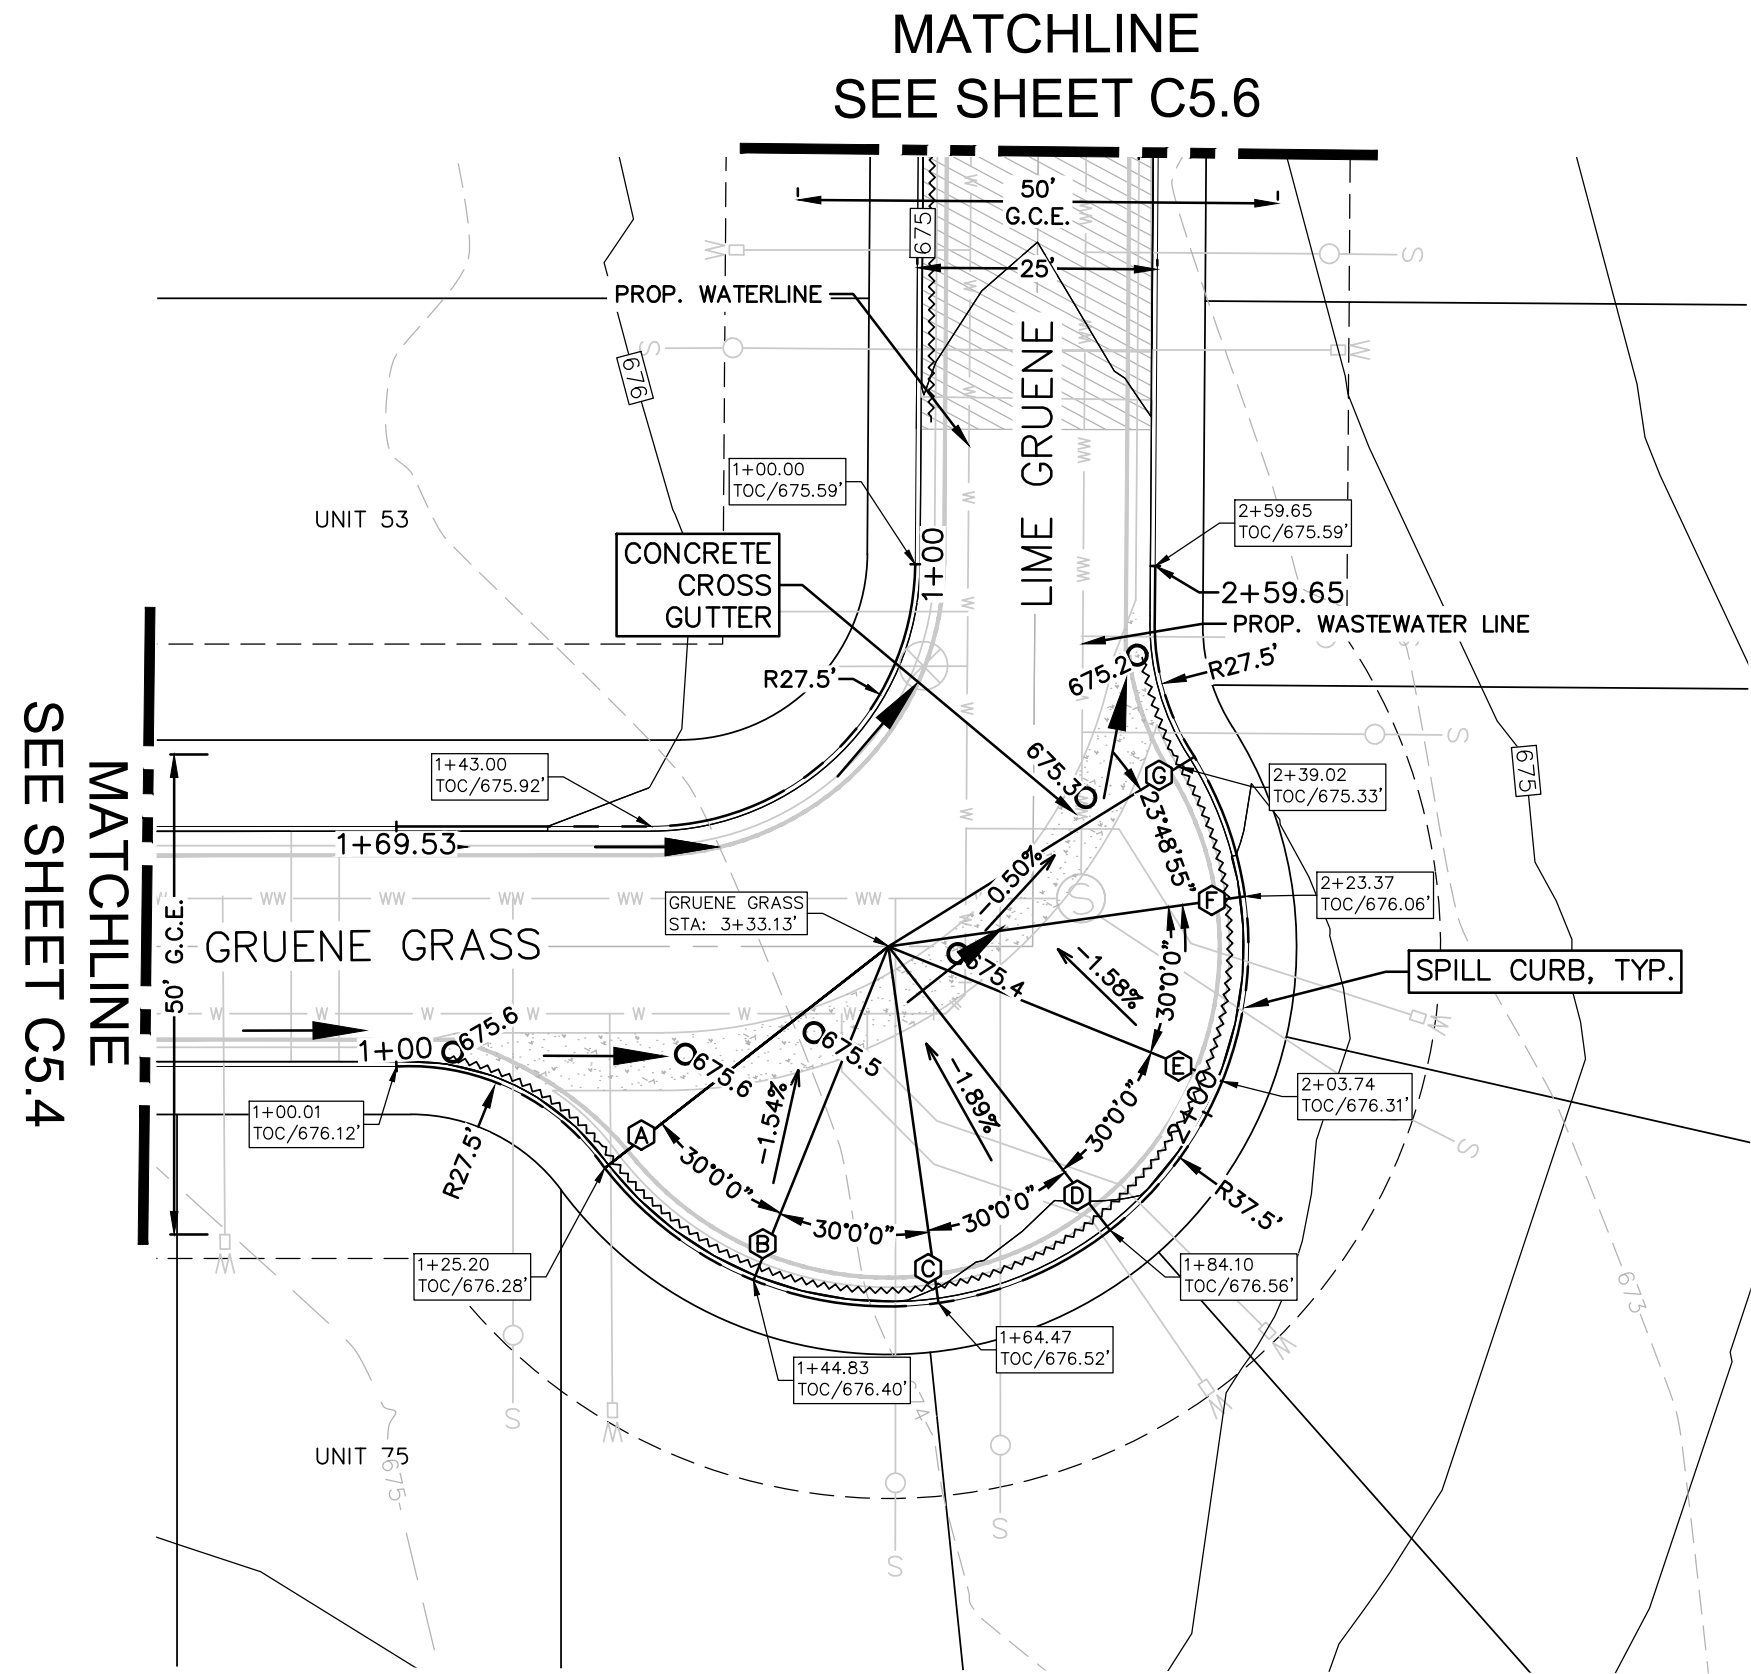 MATCHLINE
SEE SHEET C5.6
50'
G.C.E.
675
25'
PROP. WATERLINE
W
S
S
W
676
LIME GRUENE
1+00.00
TOC/675.59'
2+59.65
TOC/675.59'
UNIT 53
CONCRETE
CROSS
GUTTER
1+00
2+59.65
PROP. WASTEWATER LINE
R27.5'
R27.5'
675.2
MATCHLINE
SEE SHEET C5.4
1+43.00
TOC/675.92'
675.3
G
2+39.02
TOC/675.33'
675
S
1+69.53
23°48'55"
-0.50%
50' G.C.E.
WW
WW
WW
WW
WW
GRUENE GRASS
STA: 3+33.13'
S
F
2+23.37
TOC/676.06'
GRUENE GRASS
675.4
-1.58%
30°0'0"
SPILL CURB, TYP.
W
W
W
W
W
W
1+00
675.6
675.6
675.5
-1.54%
-1.89%
E
2+00
2+03.74
TOC/676.31'
1+00.01
TOC/676.12'
R27.5'
A
30°0'0"
30°0'0"
30°0'0"
30°0'0"
D
R37.5'
S
B
C
W
1+25.20
TOC/676.28'
1+84.10
TOC/676.56'
673
W
1+64.47
TOC/676.52'
1+44.83
TOC/676.40'
674
W
S
W
UNIT 75
675
S
S